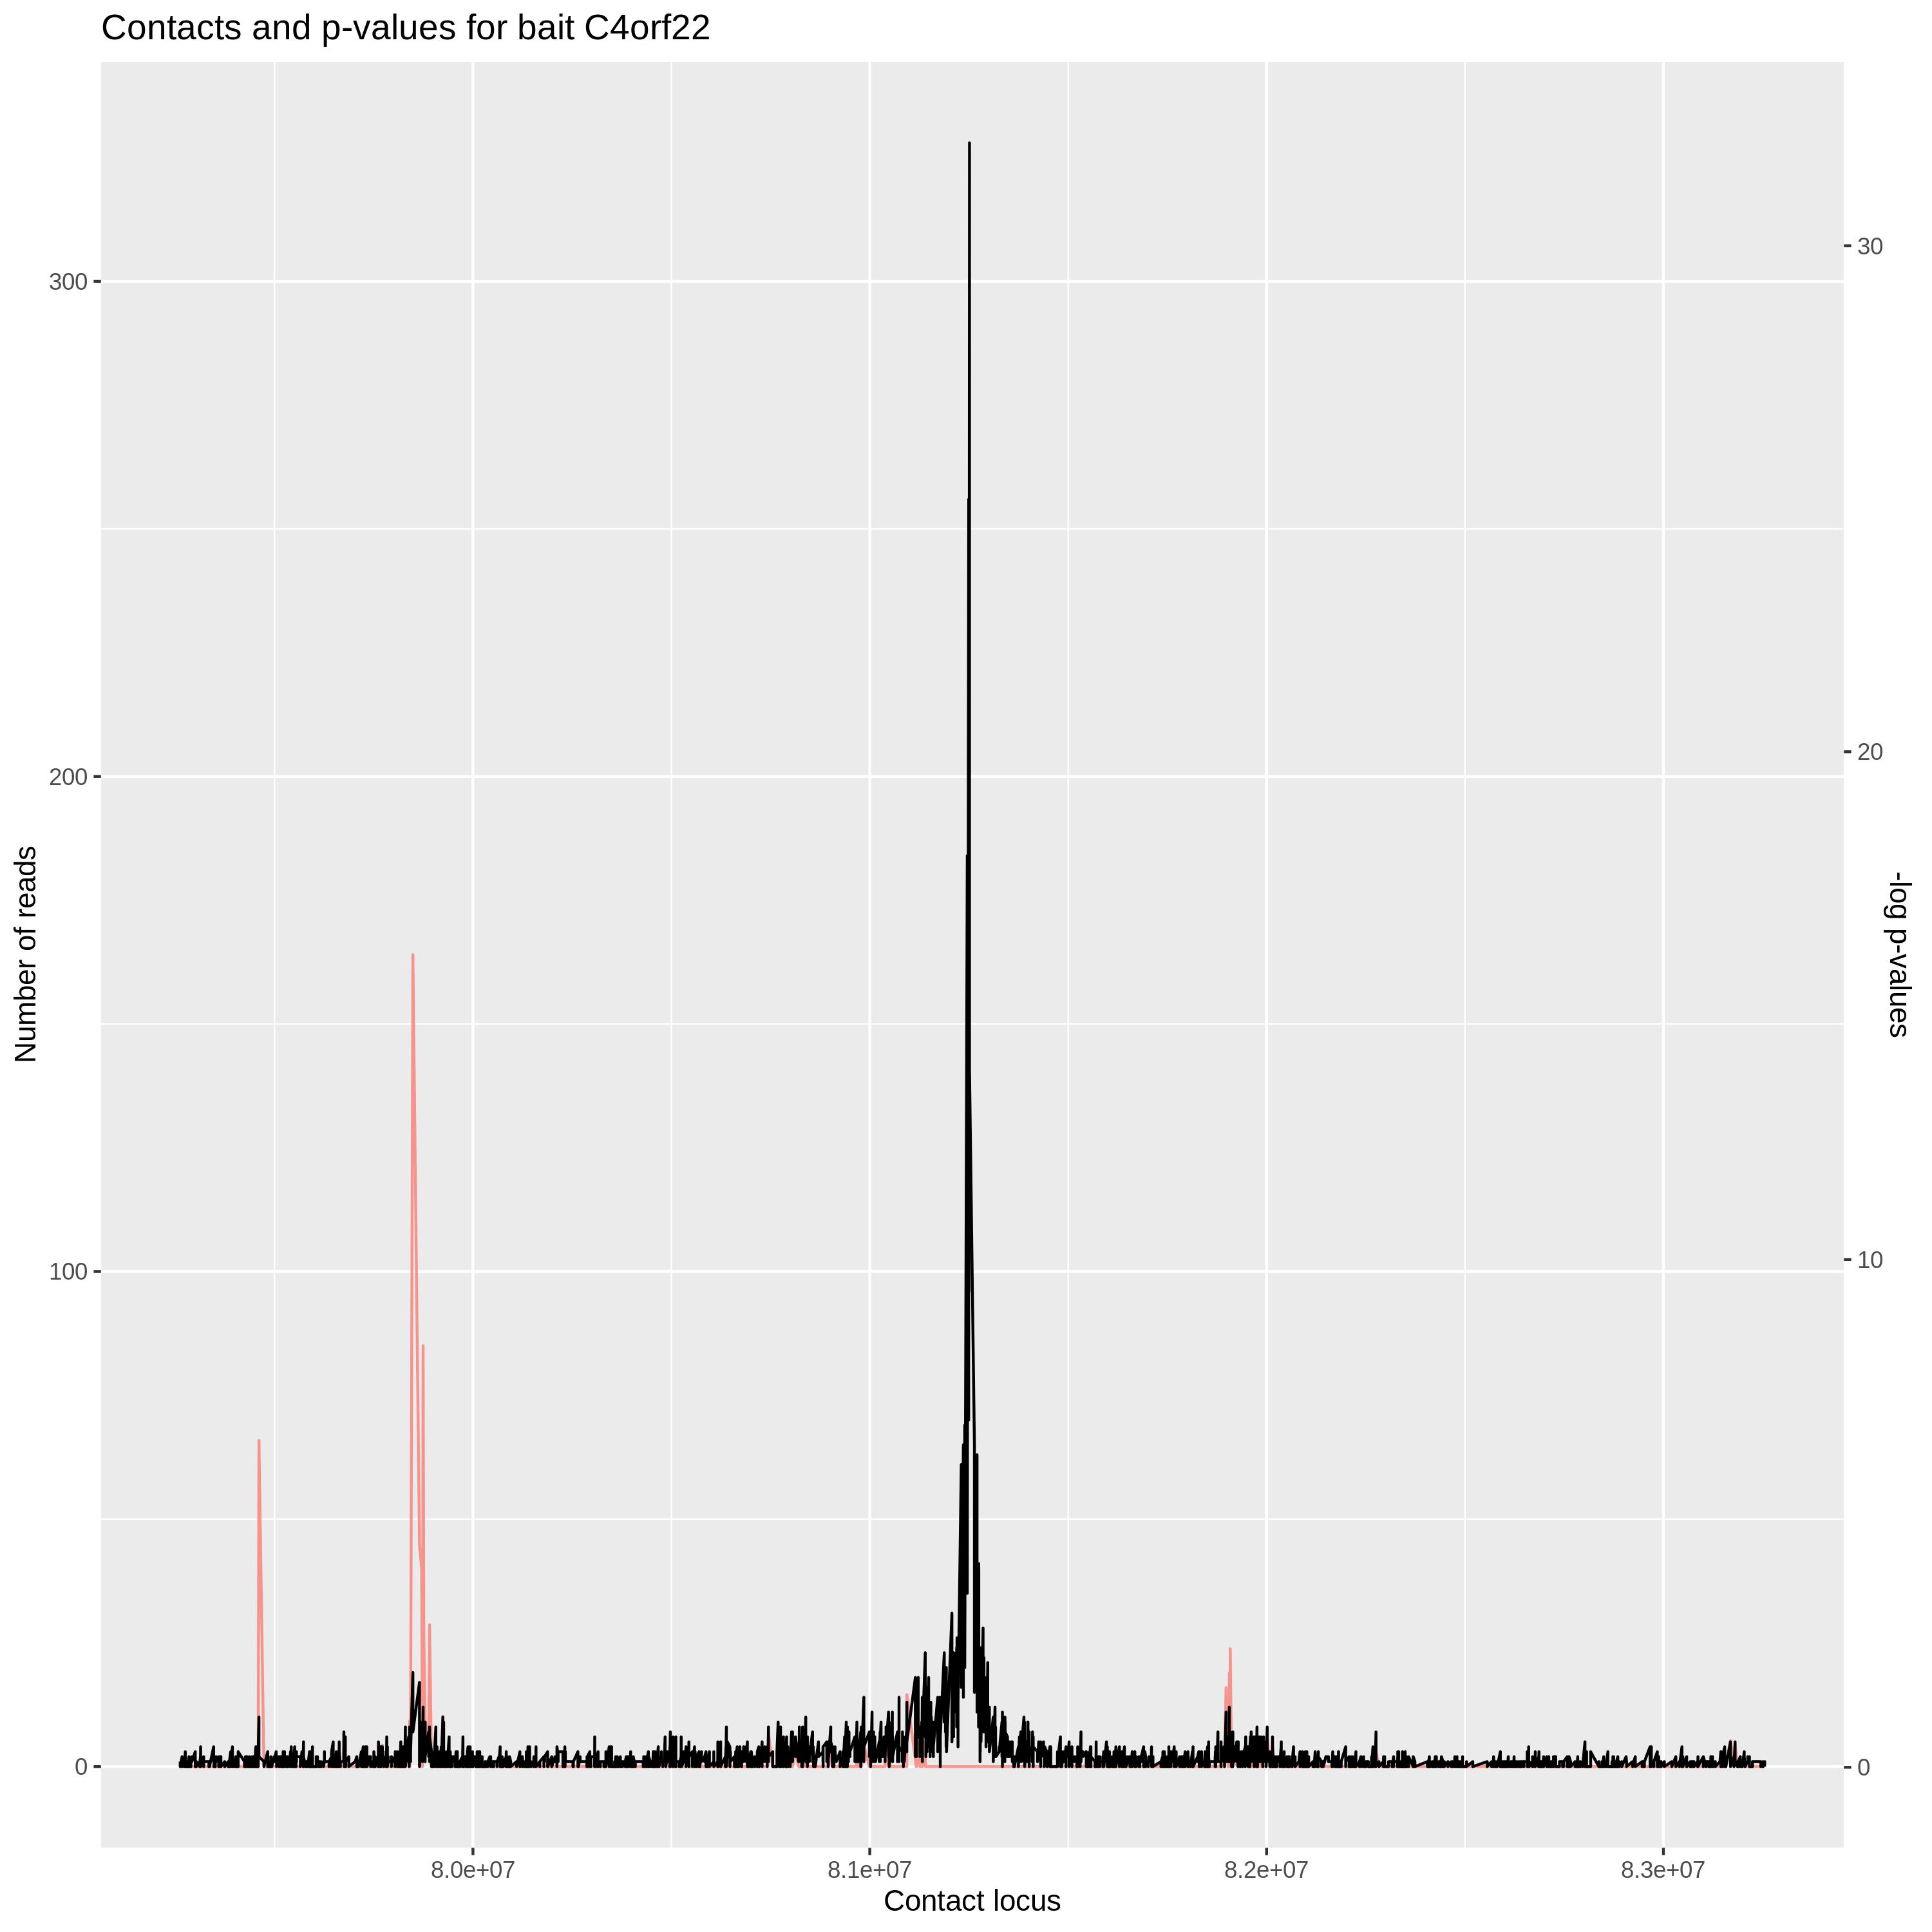 Contacts and p-values for bait C4orf22
Number of reads
300
200
100
0
30
20
10
0
-log p-values
8.0e+07
8.1e+07
8.2e+07
8.3e+07
Contact locus